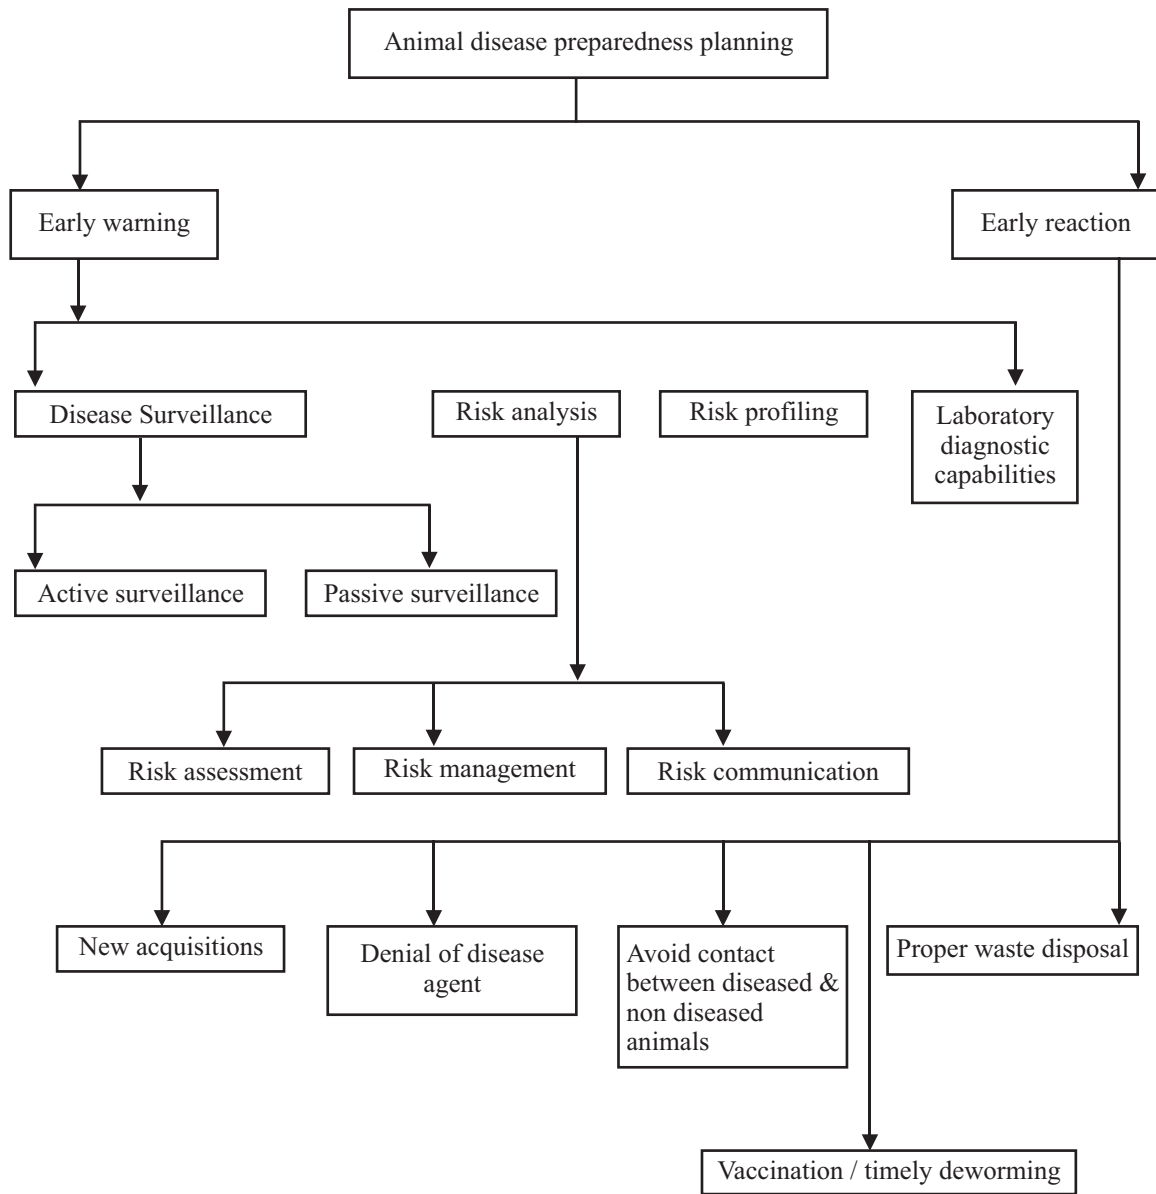 Animal disease preparedness planning
Early warning
Early reaction
Disease Surveillance
Risk analysis
Risk profiling
Laboratory
diagnostic
capabilities
Active surveillance
Passive surveillance
Risk assessment
Risk management
Risk communication
New acquisitions
Denial of disease
agent
Avoid contact
between diseased &
non diseased
animals
Proper waste disposal
Vaccination / timely deworming